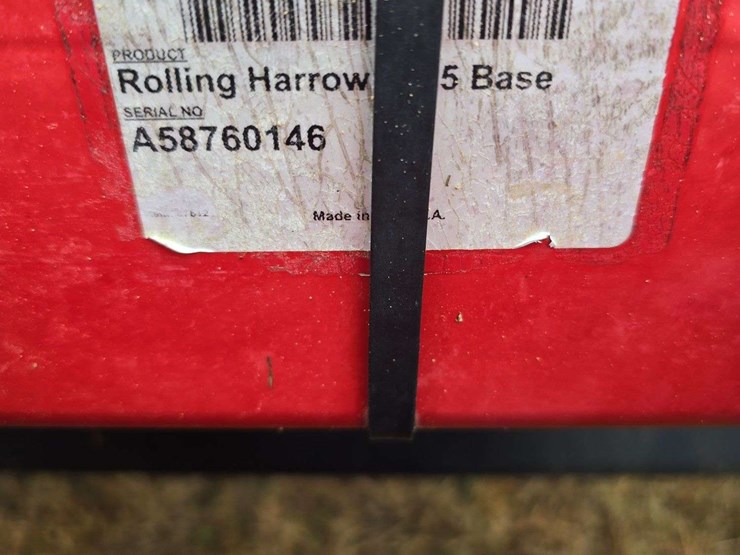 PRODUCT
Rolling Harrow 5 Base
SERIAL NO
A58760146
Made in .A.